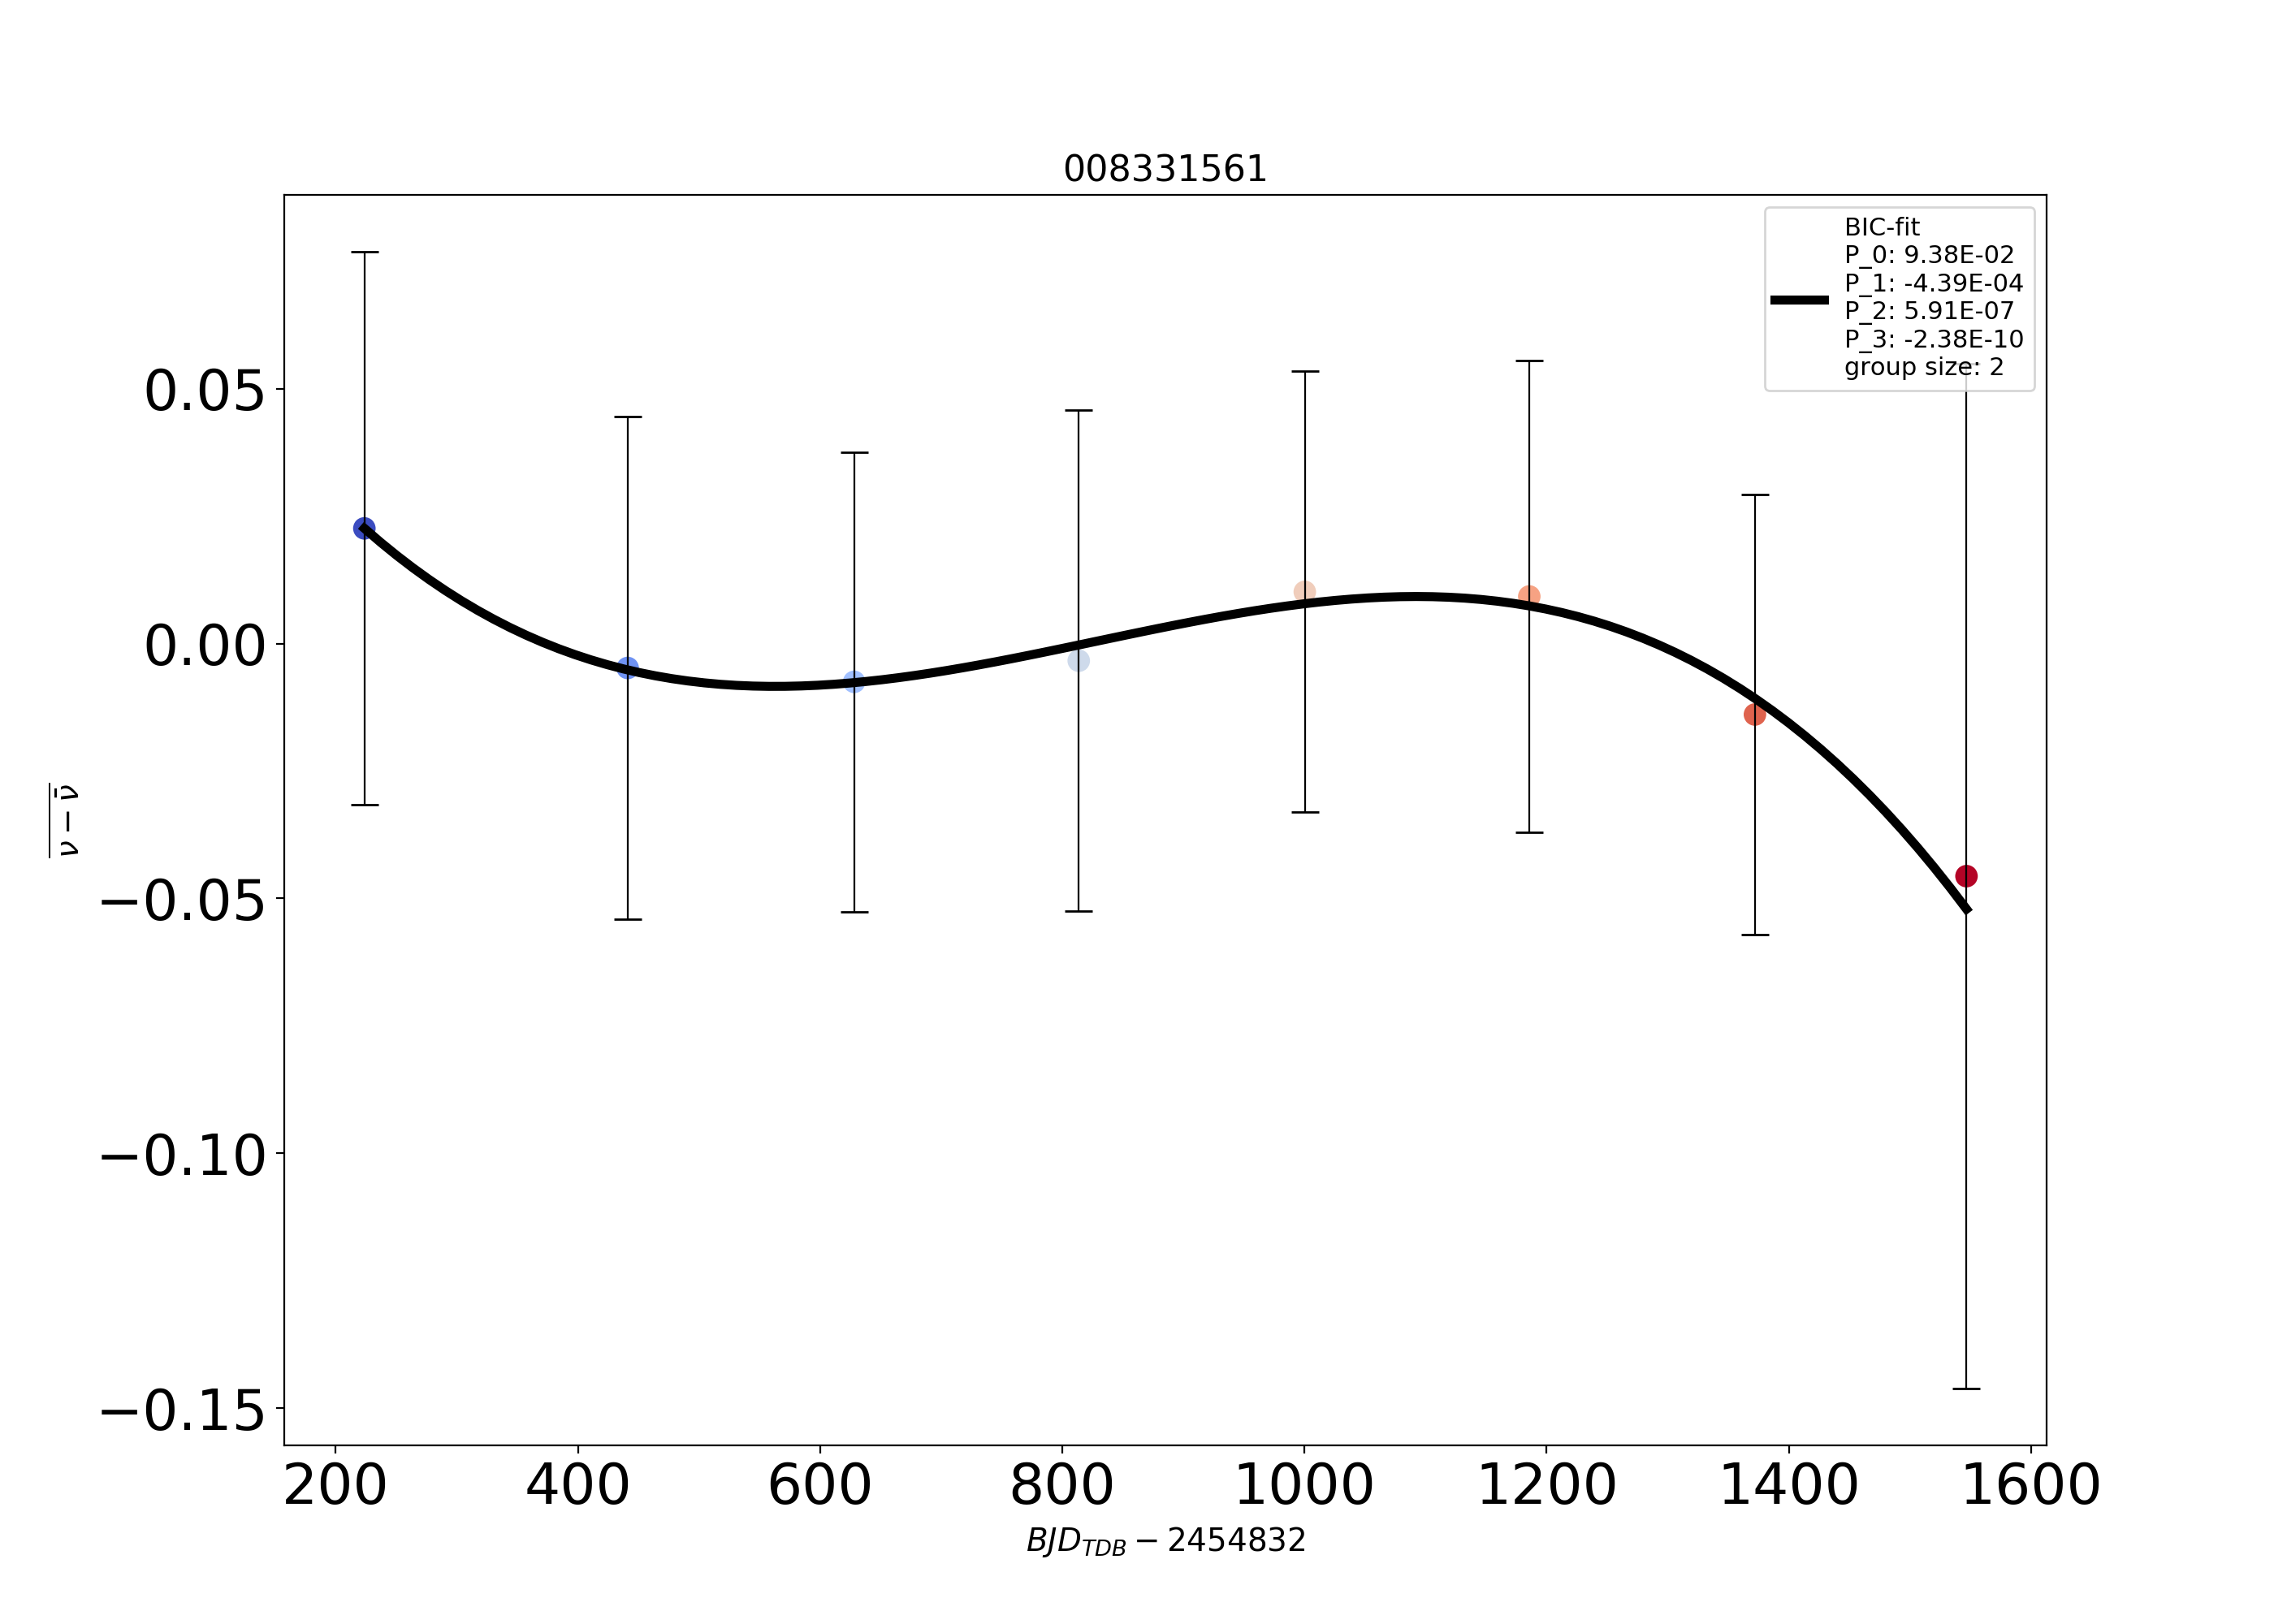 008331561
BIC-fit
P_0: 9.38E-02
P_1: -4.39E-04
P_2: 5.91E-07
P_3: -2.38E-10
group size: 2
0.05
0.00
−0.05
−0.10
−0.15
ν − ν̄
200 400 600 800 1000 1200 1400 1600
BJD_TDB − 2454832